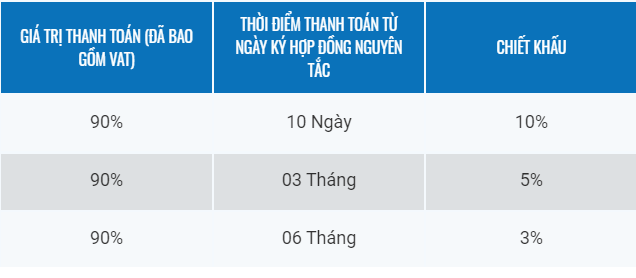 GIÁ TRỊ THANH TOÁN (ĐÃ BAO
GỒM VAT)
THỜI ĐIỂM THANH TOÁN TỪ
NGÀY KÝ HỢP ĐỒNG NGUYÊN
TẮC
CHIẾT KHẤU
90%
10 Ngày
10%
90%
03 Tháng
5%
90%
06 Tháng
3%